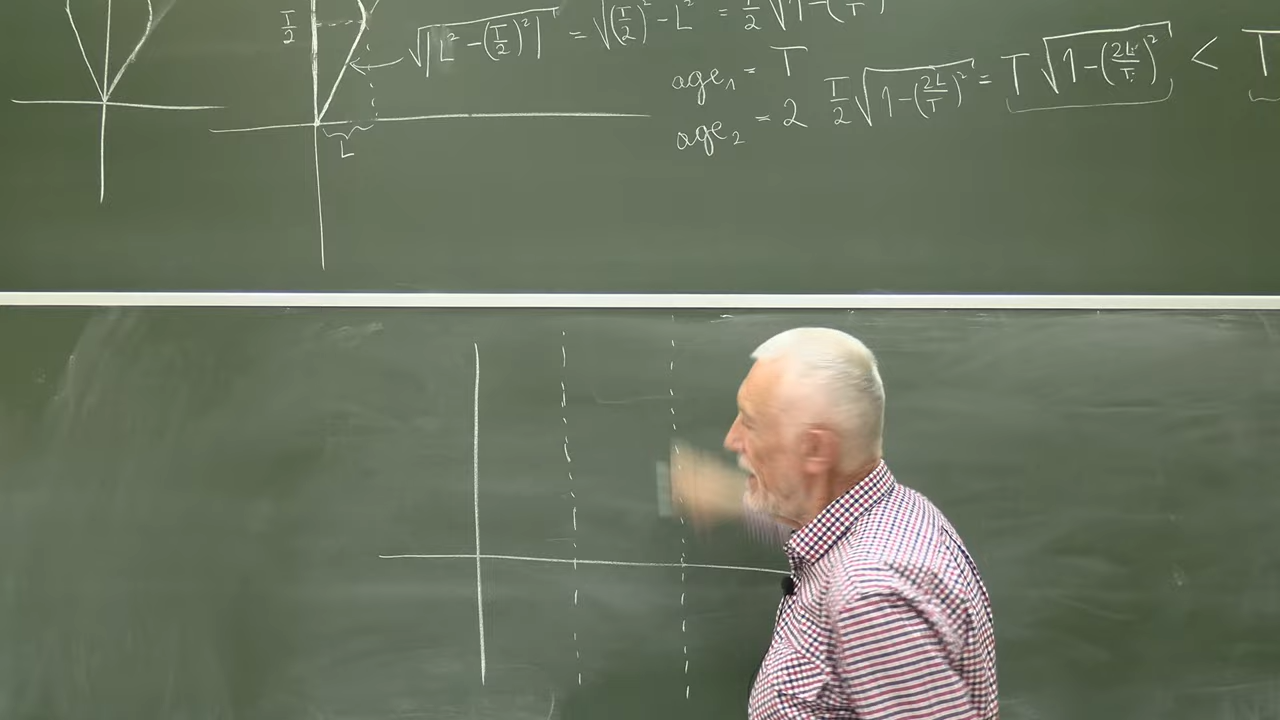 T/2
√|L² − (T/2)²| = √(T/2)² − L² = T/2 √1 − (
L
age₁ = T
age₂ = 2 T/2 √1 − (2L/T)² = T √1 − (2L/T)² < T